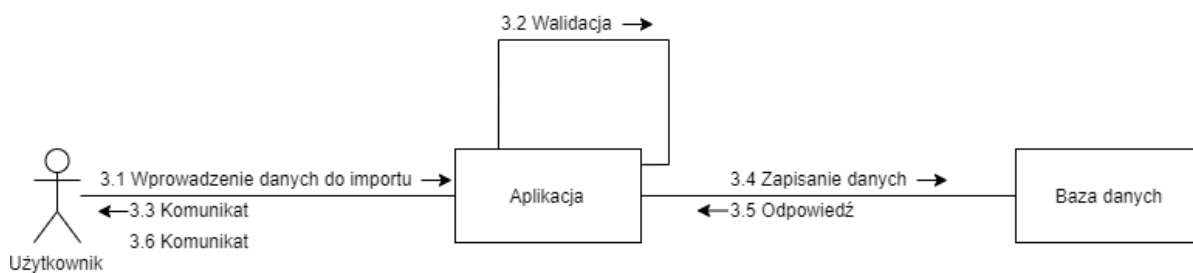 3.2 Walidacja
3.1 Wprowadzenie danych do importu
3.3 Komunikat
3.6 Komunikat
Użytkownik
Aplikacja
3.4 Zapisanie danych
3.5 Odpowiedź
Baza danych